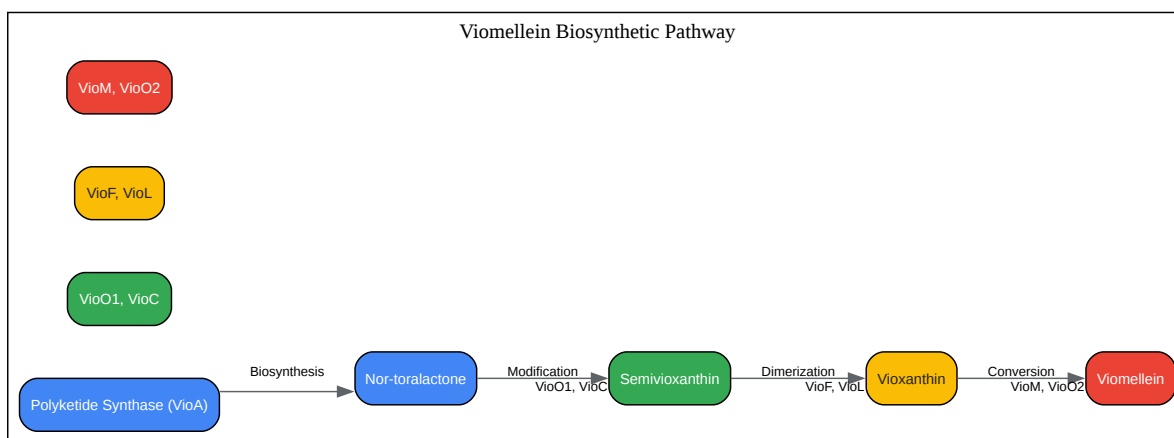 Viomellein Biosynthetic Pathway
VioM, VioO2
VioF, VioL
VioO1, VioC
Polyketide Synthase (VioA)
Biosynthesis
Nor-toralactone
Modification
VioO1, VioC
Semivioxanthin
Dimerization
VioF, VioL
Vioxanthin
Conversion
VioM, VioO2
Viomellein